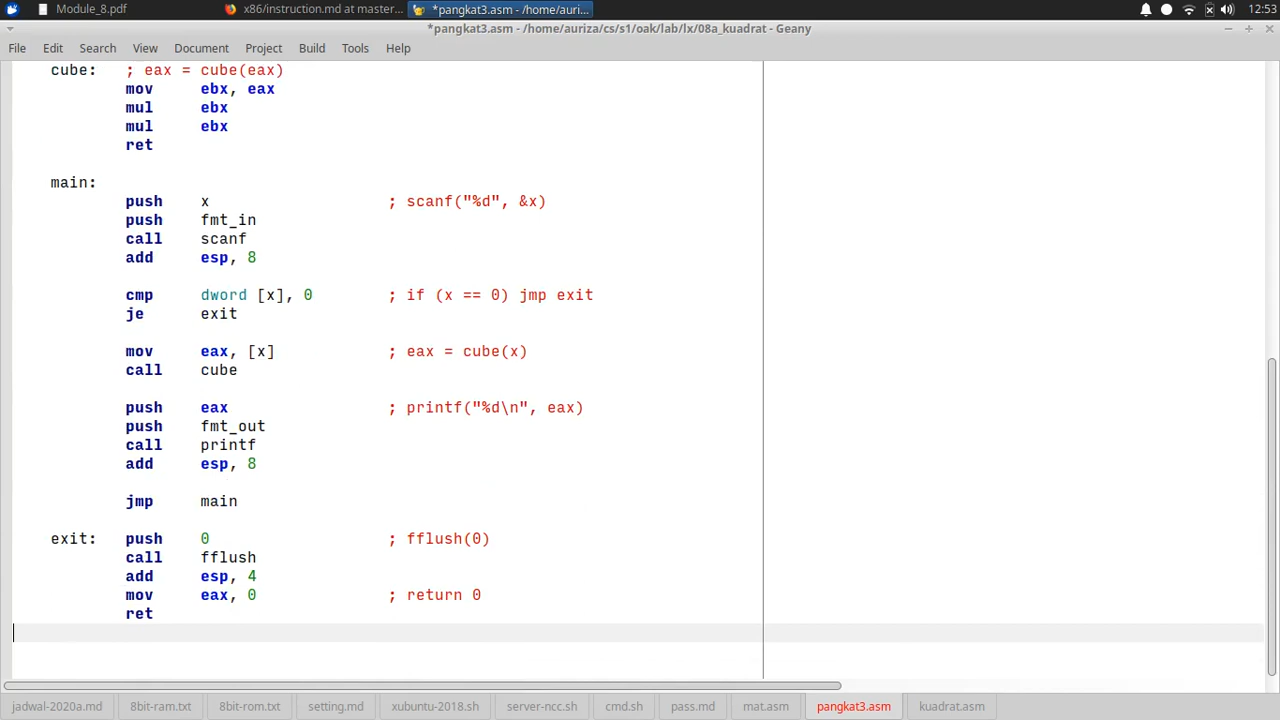 Module_8.pdf
x86/instruction.md at master...
*pangkat3.asm - /home/auri...
12:53
*pangkat3.asm - /home/auriza/cs/s1/oak/lab/lx/08a_kuadrat - Geany
File Edit Search View Document Project Build Tools Help
cube: ; eax = cube(eax)
mov ebx, eax
mul ebx
mul ebx
ret
main:
push x ; scanf("%d", &x)
push fmt_in
call scanf
add esp, 8
cmp dword [x], 0 ; if (x == 0) jmp exit
je exit
mov eax, [x] ; eax = cube(x)
call cube
push eax ; printf("%d\n", eax)
push fmt_out
call printf
add esp, 8
jmp main
exit: push 0 ; fflush(0)
call fflush
add esp, 4
mov eax, 0 ; return 0
ret
jadwal-2020a.md 8bit-ram.txt 8bit-rom.txt setting.md xubuntu-2018.sh server-ncc.sh cmd.sh pass.md mat.asm pangkat3.asm kuadrat.asm